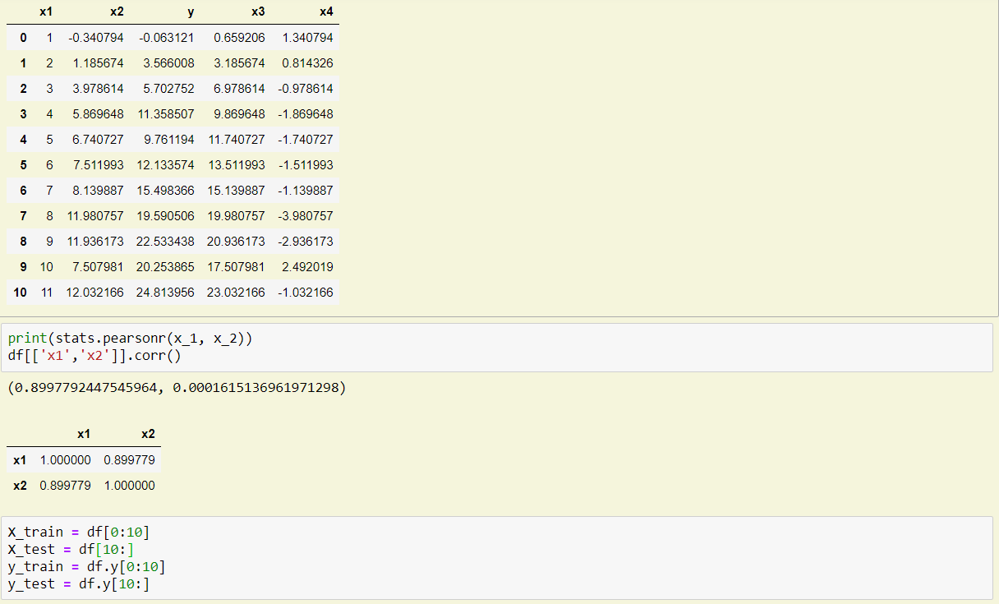 x1 x2 y x3 x4
0 1 -0.340794 -0.063121 0.659206 1.340794
1 2 1.185674 3.566008 3.185674 0.814326
2 3 3.978614 5.702752 6.978614 -0.978614
3 4 5.869648 11.358507 9.869648 -1.869648
4 5 6.740727 9.761194 11.740727 -1.740727
5 6 7.511993 12.133574 13.511993 -1.511993
6 7 8.139887 15.498366 15.139887 -1.139887
7 8 11.980757 19.590506 19.980757 -3.980757
8 9 11.936173 22.533438 20.936173 -2.936173
9 10 7.507981 20.253865 17.507981 2.492019
10 11 12.032166 24.813956 23.032166 -1.032166
print(stats.pearsonr(x_1, x_2))
df[['x1','x2']].corr()
(0.8997792447545964, 0.0001615136961971298)
x1 x2
x1 1.000000 0.899779
x2 0.899779 1.000000
X_train = df[0:10]
X_test = df[10:]
y_train = df.y[0:10]
y_test = df.y[10:]